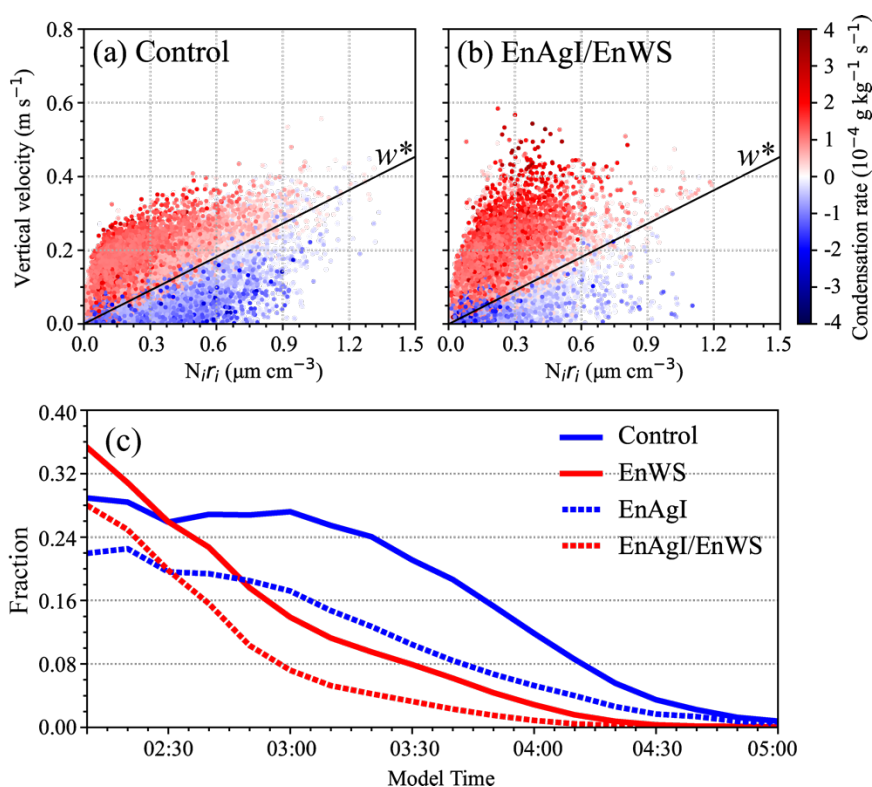 (a) Control
(b) EnAgI/EnWS
w*
w*
Vertical velocity (m s⁻¹)
0.8
0.6
0.4
0.2
0.0
0.0 0.3 0.6 0.9 1.2 1.5
0.0 0.3 0.6 0.9 1.2 1.5
Nᵢrᵢ (μm cm⁻³)
Nᵢrᵢ (μm cm⁻³)
4
3
2
1
0
-1
-2
-3
-4
Condensation rate (10⁻⁴ g kg⁻¹ s⁻¹)
(c)
Control
EnWS
EnAgI
EnAgI/EnWS
Fraction
0.40
0.32
0.24
0.16
0.08
0.00
02:30 03:00 03:30 04:00 04:30 05:00
Model Time